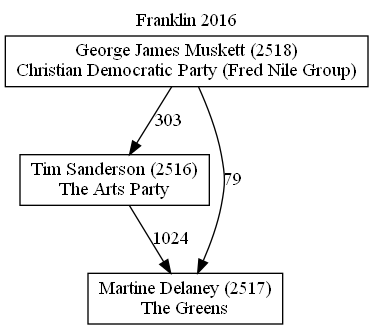 Franklin 2016
George James Muskett (2518)
Christian Democratic Party (Fred Nile Group)
303
Tim Sanderson (2516)
The Arts Party
79
1024
Martine Delaney (2517)
The Greens